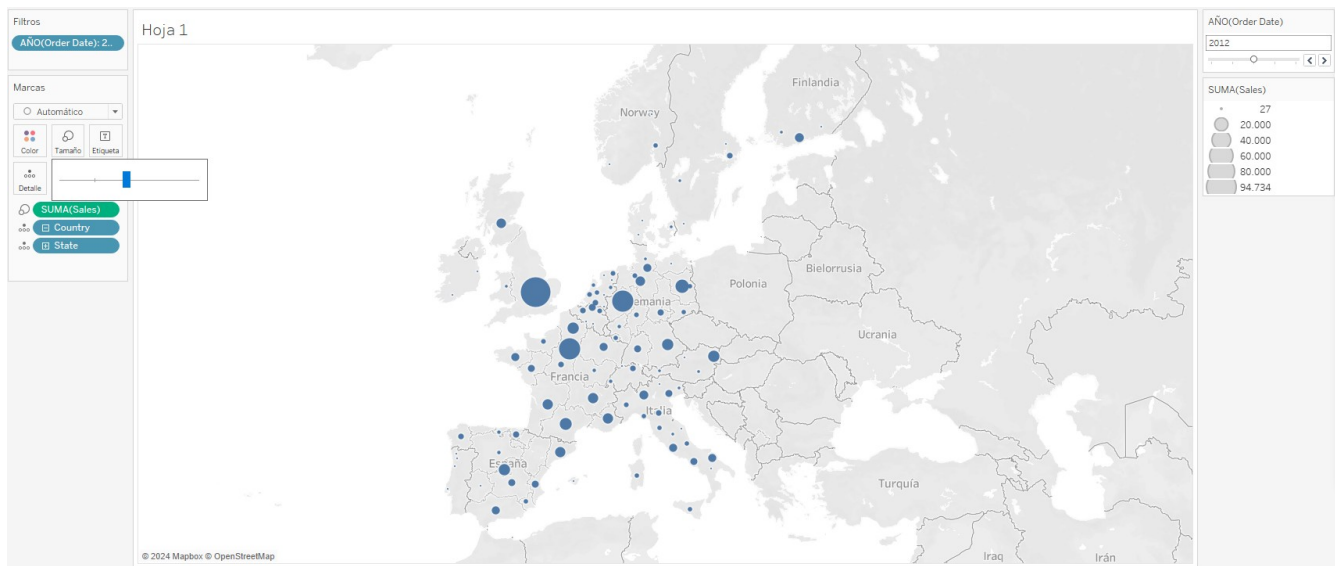 Filtros
AÑO(Order Date): 2..
Marcas
Automático
Color
Tamaño
Etiqueta
Detalle
SUMA(Sales)
Country
State
Hoja 1
Finlandia
Norway
Bielorrusia
Polonia
emania
Ucrania
Francia
Italia
España
Turquía
Iraq
Irán
© 2024 Mapbox © OpenStreetMap
AÑO(Order Date)
2012
SUMA(Sales)
27
20.000
40.000
60.000
80.000
94.734